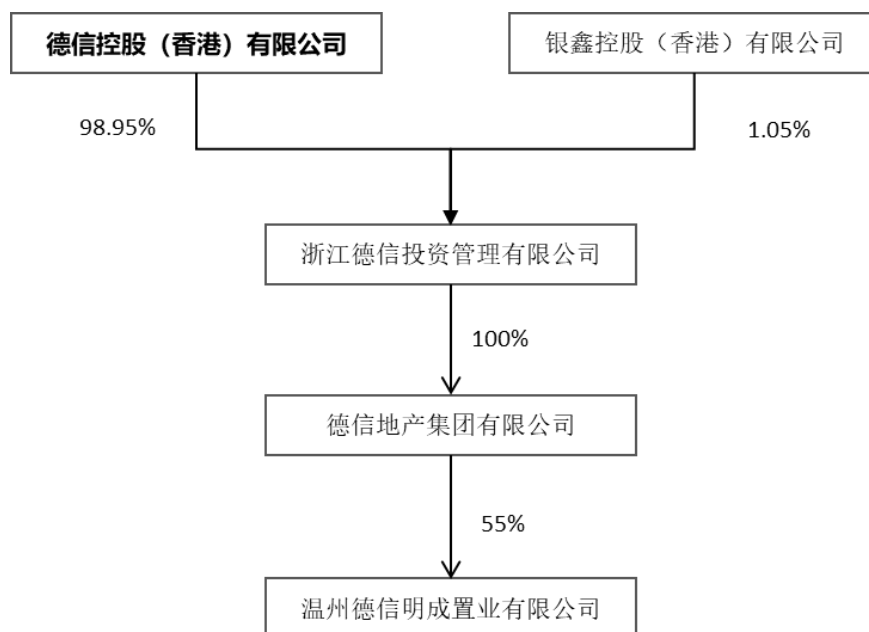 德信控股（香港）有限公司
银鑫控股（香港）有限公司
98.95%
1.05%
浙江德信投资管理有限公司
100%
德信地产集团有限公司
55%
温州德信明成置业有限公司